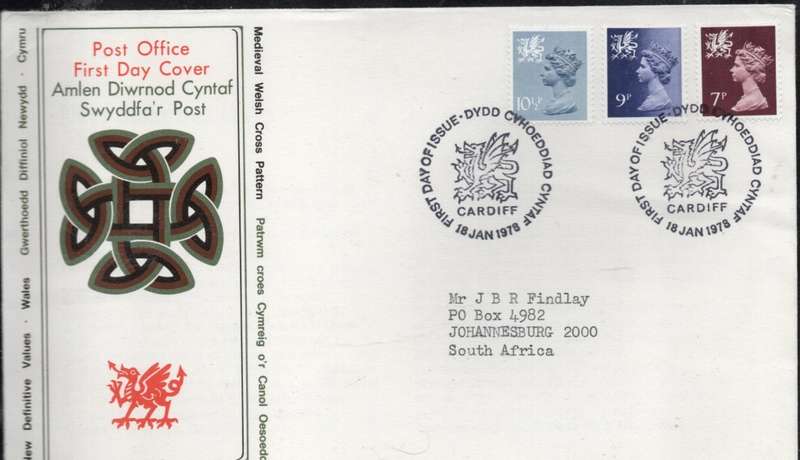 New Definitive Values · Wales Gwerthoedd Diffiniol Newydd · Cymru
Post Office
First Day Cover
Amlen Diwrnod Cyntaf
Swyddfa'r Post
Medieval Welsh Cross Pattern Patrwm croes Cymreig o'r Canol Oesoedd
10½P
9P
7P
FIRST DAY OF ISSUE · DYDD CYHOEDDIAD CYNTAF
CARDIFF
18 JAN 1978
FIRST DAY OF ISSUE · DYDD CYHOEDDIAD CYNTAF
CARDIFF
18 JAN 1978
Mr J B R Findlay
PO Box 4982
JOHANNESBURG 2000
South Africa